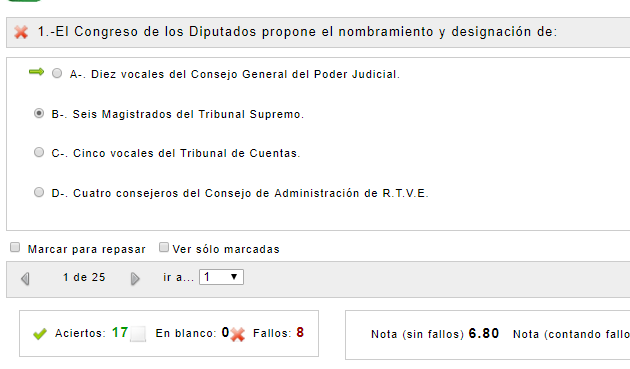 1.-El Congreso de los Diputados propone el nombramiento y designación de:
A-. Diez vocales del Consejo General del Poder Judicial.
B-. Seis Magistrados del Tribunal Supremo.
C-. Cinco vocales del Tribunal de Cuentas.
D-. Cuatro consejeros del Consejo de Administración de R.T.V.E.
Marcar para repasar Ver sólo marcadas
1 de 25 ir a... 1
Aciertos: 17 En blanco: 0 Fallos: 8
Nota (sin fallos) 6.80 Nota (contando fallo